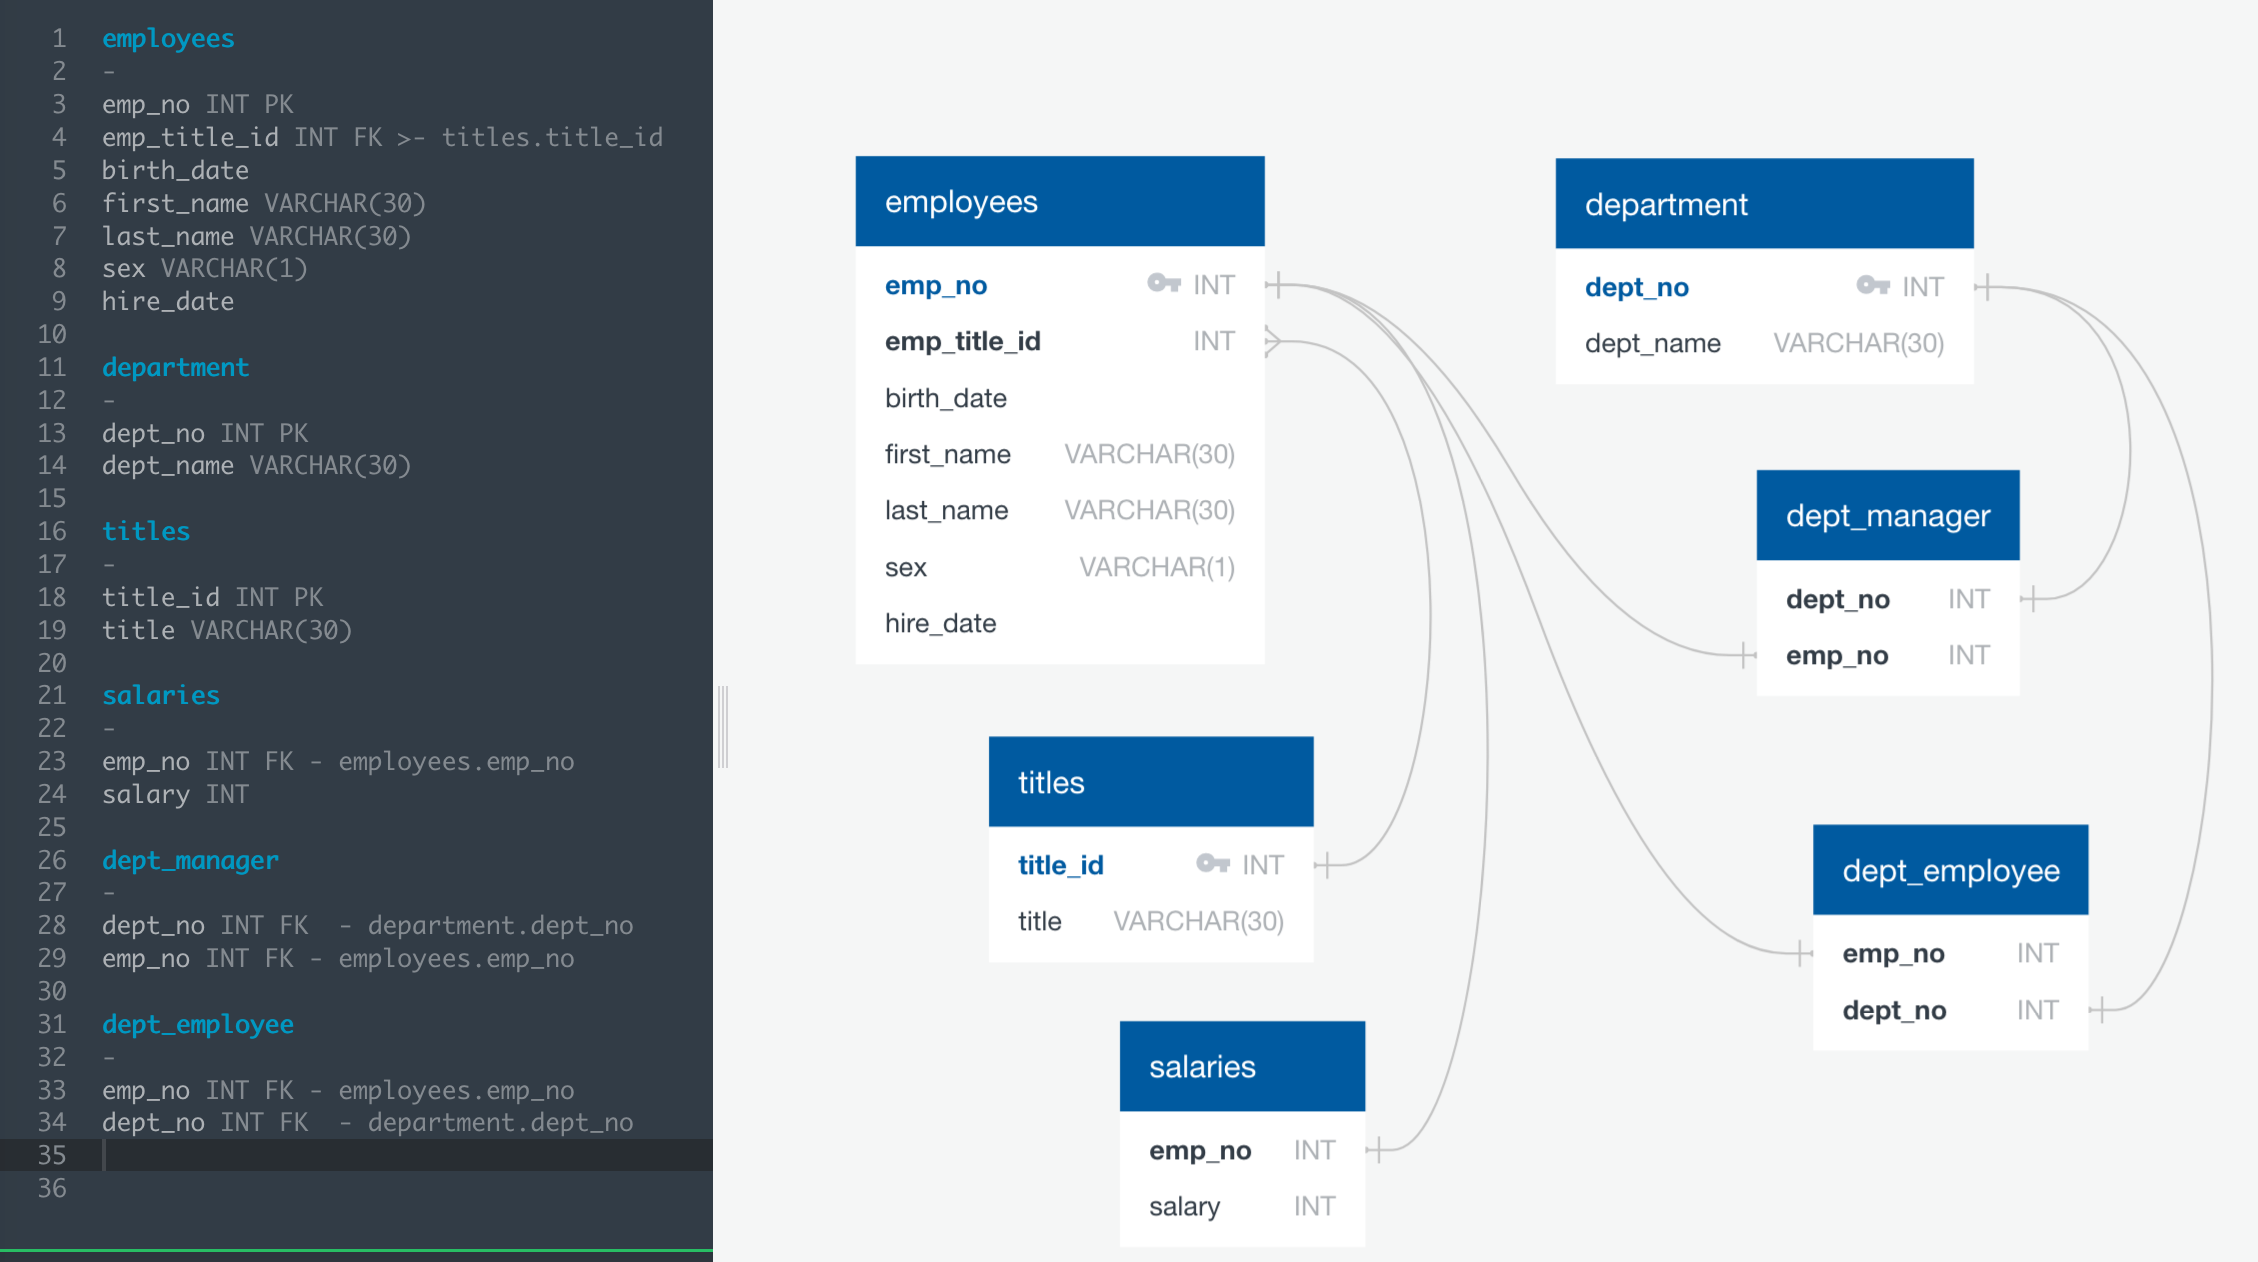 1 employees
2 -
3 emp_no INT PK
4 emp_title_id INT FK >- titles.title_id
5 birth_date
6 first_name VARCHAR(30)
7 last_name VARCHAR(30)
8 sex VARCHAR(1)
9 hire_date
10
11 department
12 -
13 dept_no INT PK
14 dept_name VARCHAR(30)
15
16 titles
17 -
18 title_id INT PK
19 title VARCHAR(30)
20
21 salaries
22 -
23 emp_no INT FK - employees.emp_no
24 salary INT
25
26 dept_manager
27 -
28 dept_no INT FK  - department.dept_no
29 emp_no INT FK - employees.emp_no
30
31 dept_employee
32 -
33 emp_no INT FK - employees.emp_no
34 dept_no INT FK  - department.dept_no
35
36
employees
emp_no INT
emp_title_id INT
birth_date
first_name VARCHAR(30)
last_name VARCHAR(30)
sex VARCHAR(1)
hire_date
department
dept_no INT
dept_name VARCHAR(30)
dept_manager
dept_no INT
emp_no INT
titles
title_id INT
title VARCHAR(30)
dept_employee
emp_no INT
dept_no INT
salaries
emp_no INT
salary INT